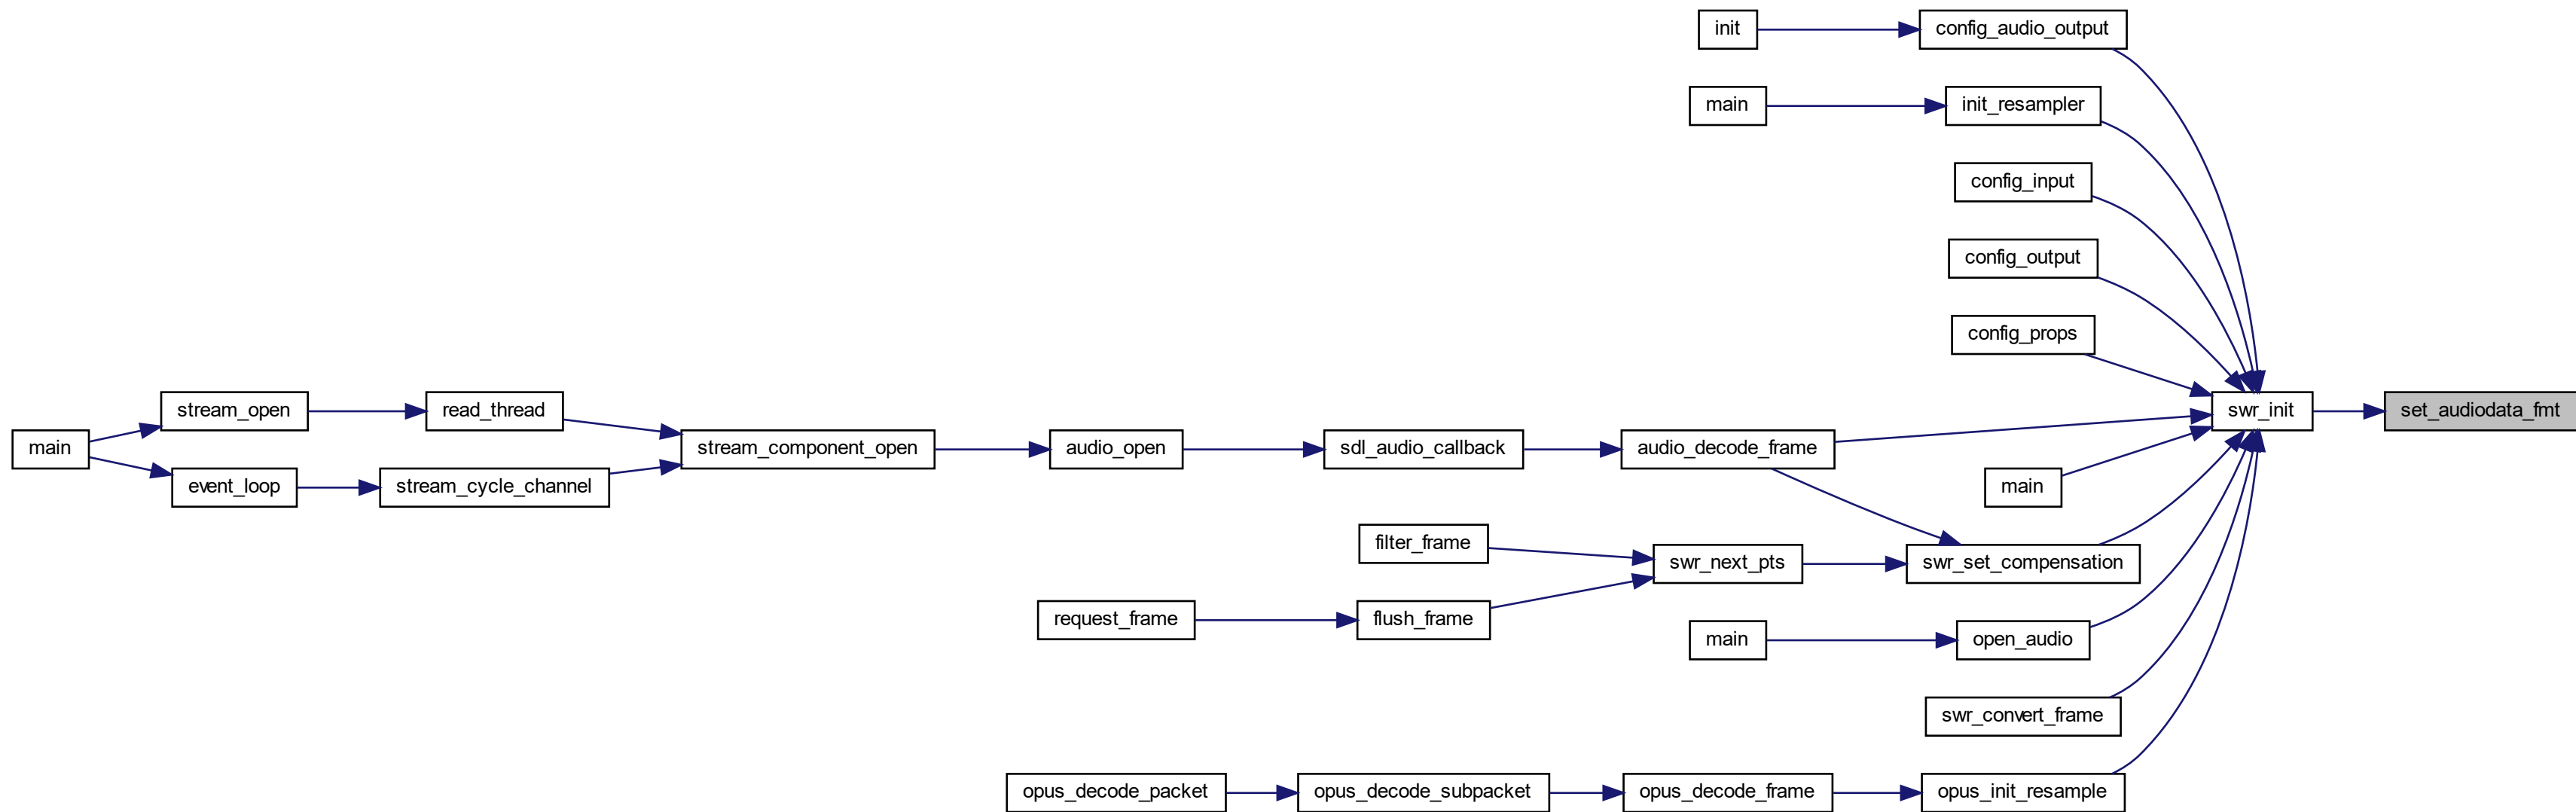 init
config_audio_output
main
init_resampler
config_input
config_output
config_props
stream_open
read_thread
swr_init
set_audiodata_fmt
main
stream_component_open
audio_open
sdl_audio_callback
audio_decode_frame
event_loop
stream_cycle_channel
main
filter_frame
swr_next_pts
swr_set_compensation
request_frame
flush_frame
main
open_audio
swr_convert_frame
opus_decode_packet
opus_decode_subpacket
opus_decode_frame
opus_init_resample